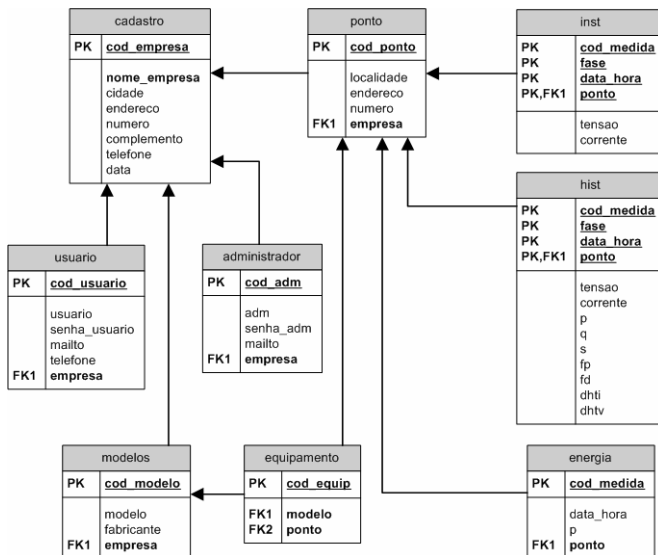 cadastro
PK cod_empresa
nome_empresa
cidade
endereco
numero
complemento
telefone
data
ponto
PK cod_ponto
localidade
endereco
numero
FK1 empresa
inst
PK cod_medida
PK fase
PK data_hora
PK,FK1 ponto
tensao
corrente
hist
PK cod_medida
PK fase
PK data_hora
PK,FK1 ponto
tensao
corrente
p
q
s
fp
fd
dhti
dhtv
usuario
PK cod_usuario
usuario
senha_usuario
mailto
telefone
FK1 empresa
administrador
PK cod_adm
adm
senha_adm
mailto
FK1 empresa
modelos
PK cod_modelo
modelo
fabricante
FK1 empresa
equipamento
PK cod_equip
FK1 modelo
FK2 ponto
energia
PK cod_medida
data_hora
p
FK1 ponto